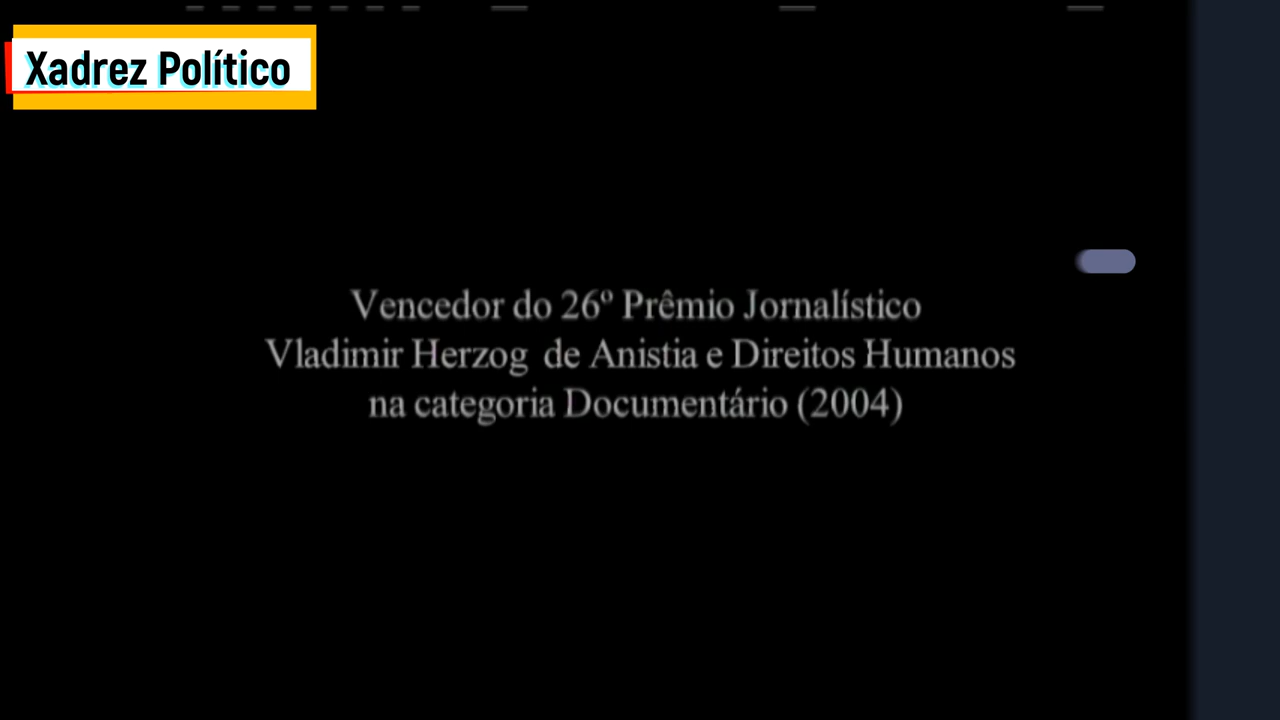 Xadrez Político
Vencedor do 26º Prêmio Jornalístico
Vladimir Herzog de Anistia e Direitos Humanos
na categoria Documentário (2004)